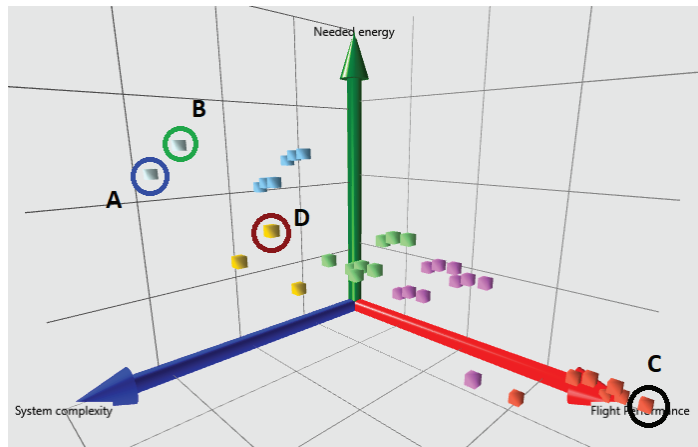 Needed energy
B
A
D
C
System complexity
Flight Performance